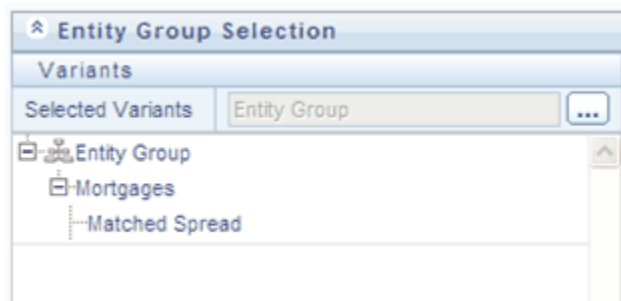 Entity Group Selection
Variants
Selected Variants Entity Group ...
Entity Group
Mortgages
Matched Spread